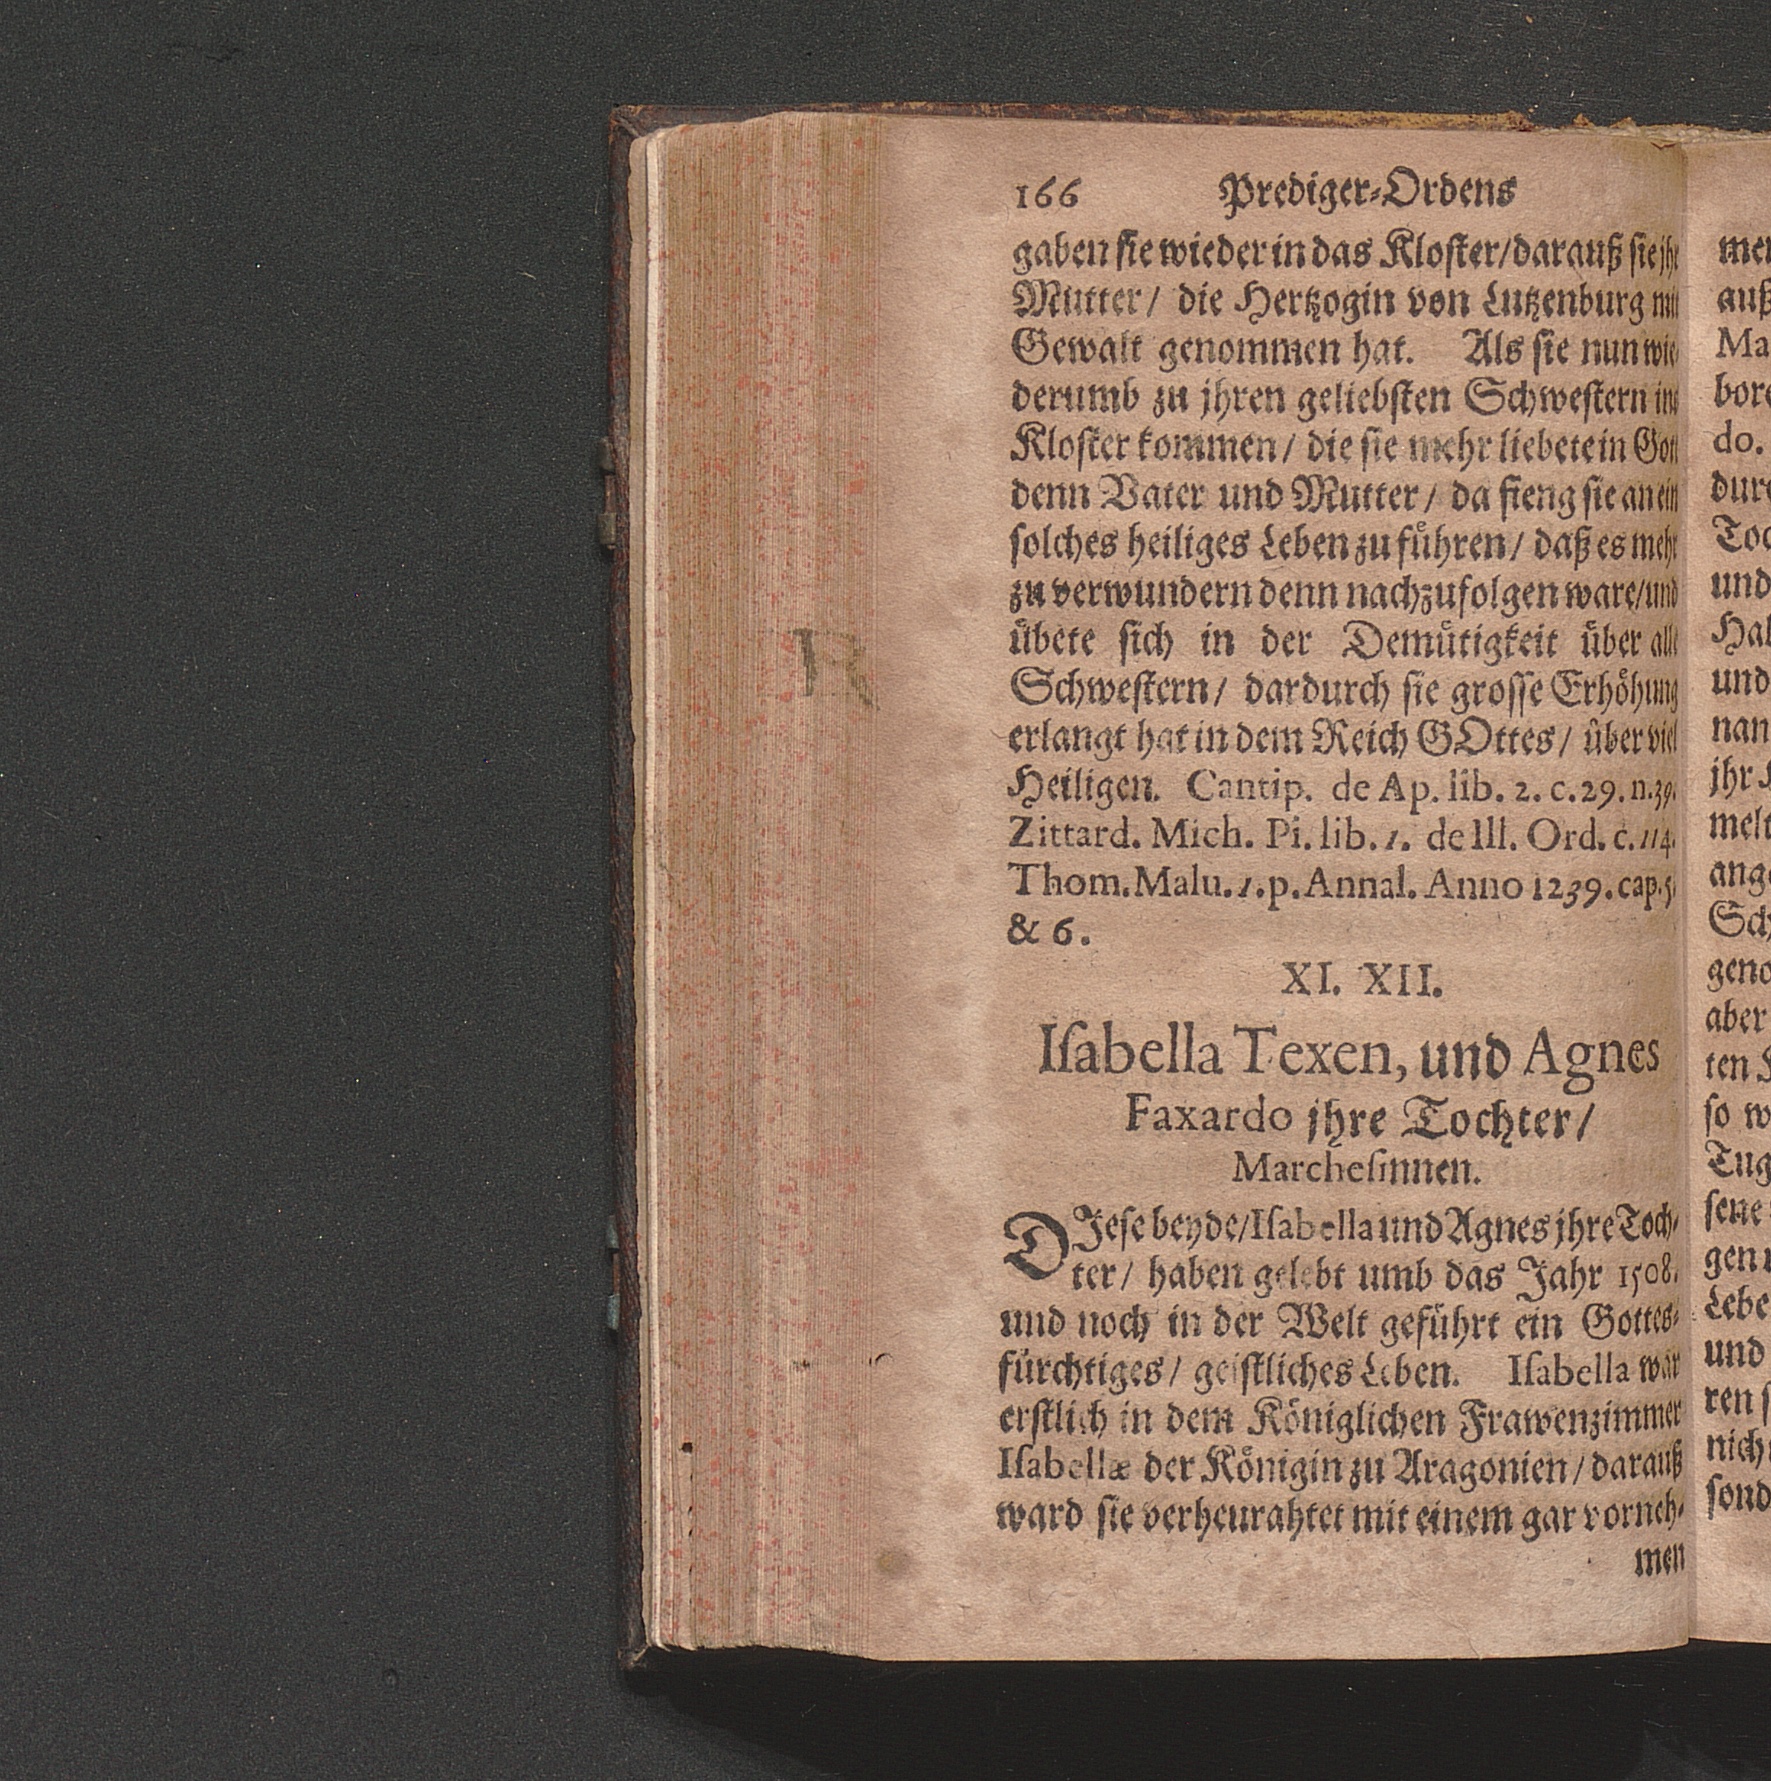 166 Prediger-Ordens
gaben sie wieder in das Kloster/darauß sie jhr
Mutter/ die Hertzogin von Lutzenburg mit
Gewalt genommen hat. Als sie nun wie
derumb zu jhren geliebsten Schwestern ins
Kloster kommen/ die sie mehr liebete in Gott
denn Vater und Mutter/ da fieng sie an ein
solches heiliges Leben zu führen/ daß es mehr
zu verwundern denn nachzufolgen ware/und
übete sich in der Demütigkeit über alle
Schwestern/ dardurch sie grosse Erhöhung
erlangt hat in dem Reich GOttes/ über viel
Heiligen. Cantip. de Ap. lib. 2. c. 29. n. 39.
Zittard. Mich. Pi. lib. 1. de Ill. Ord. c. 114.
Thom. Malu. 1. p. Annal. Anno 1239. cap. 5.
& 6.
XI. XII.
Isabella Texen, und Agnes
Faxardo jhre Tochter/
Marchesinnen.
DIese beyde/Isabella und Agnes jhre Toch-
ter/ haben gelebt umb das Jahr 1508.
und noch in der Welt geführt ein Gottes-
fürchtiges/ geistliches Leben. Isabella war
erstlich in dem Königlichen Frawenzimmer
Isabellæ der Königin zu Aragonien/ darauß
ward sie verheurahtet mit einem gar vorneh-
men